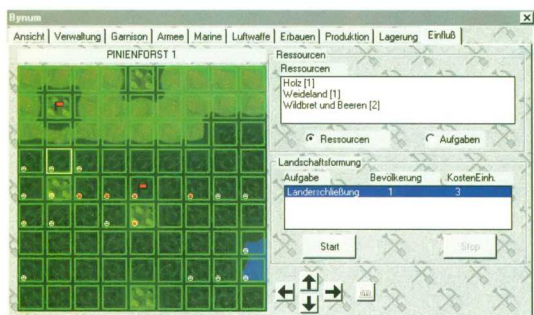 Bynum
Ansicht Verwaltung Garnison Armee Marine Luftwaffe Erbauen Produktion Lagerung Einfluß
PINIENFORST 1
Ressourcen
Ressourcen
Holz [1]
Weideland [1]
Wildbret und Beeren [2]
Ressourcen Aufgaben
Landschaftsformung
Aufgabe Bevölkerung KostenEinh.
Landerschließung 1 3
Start Stop